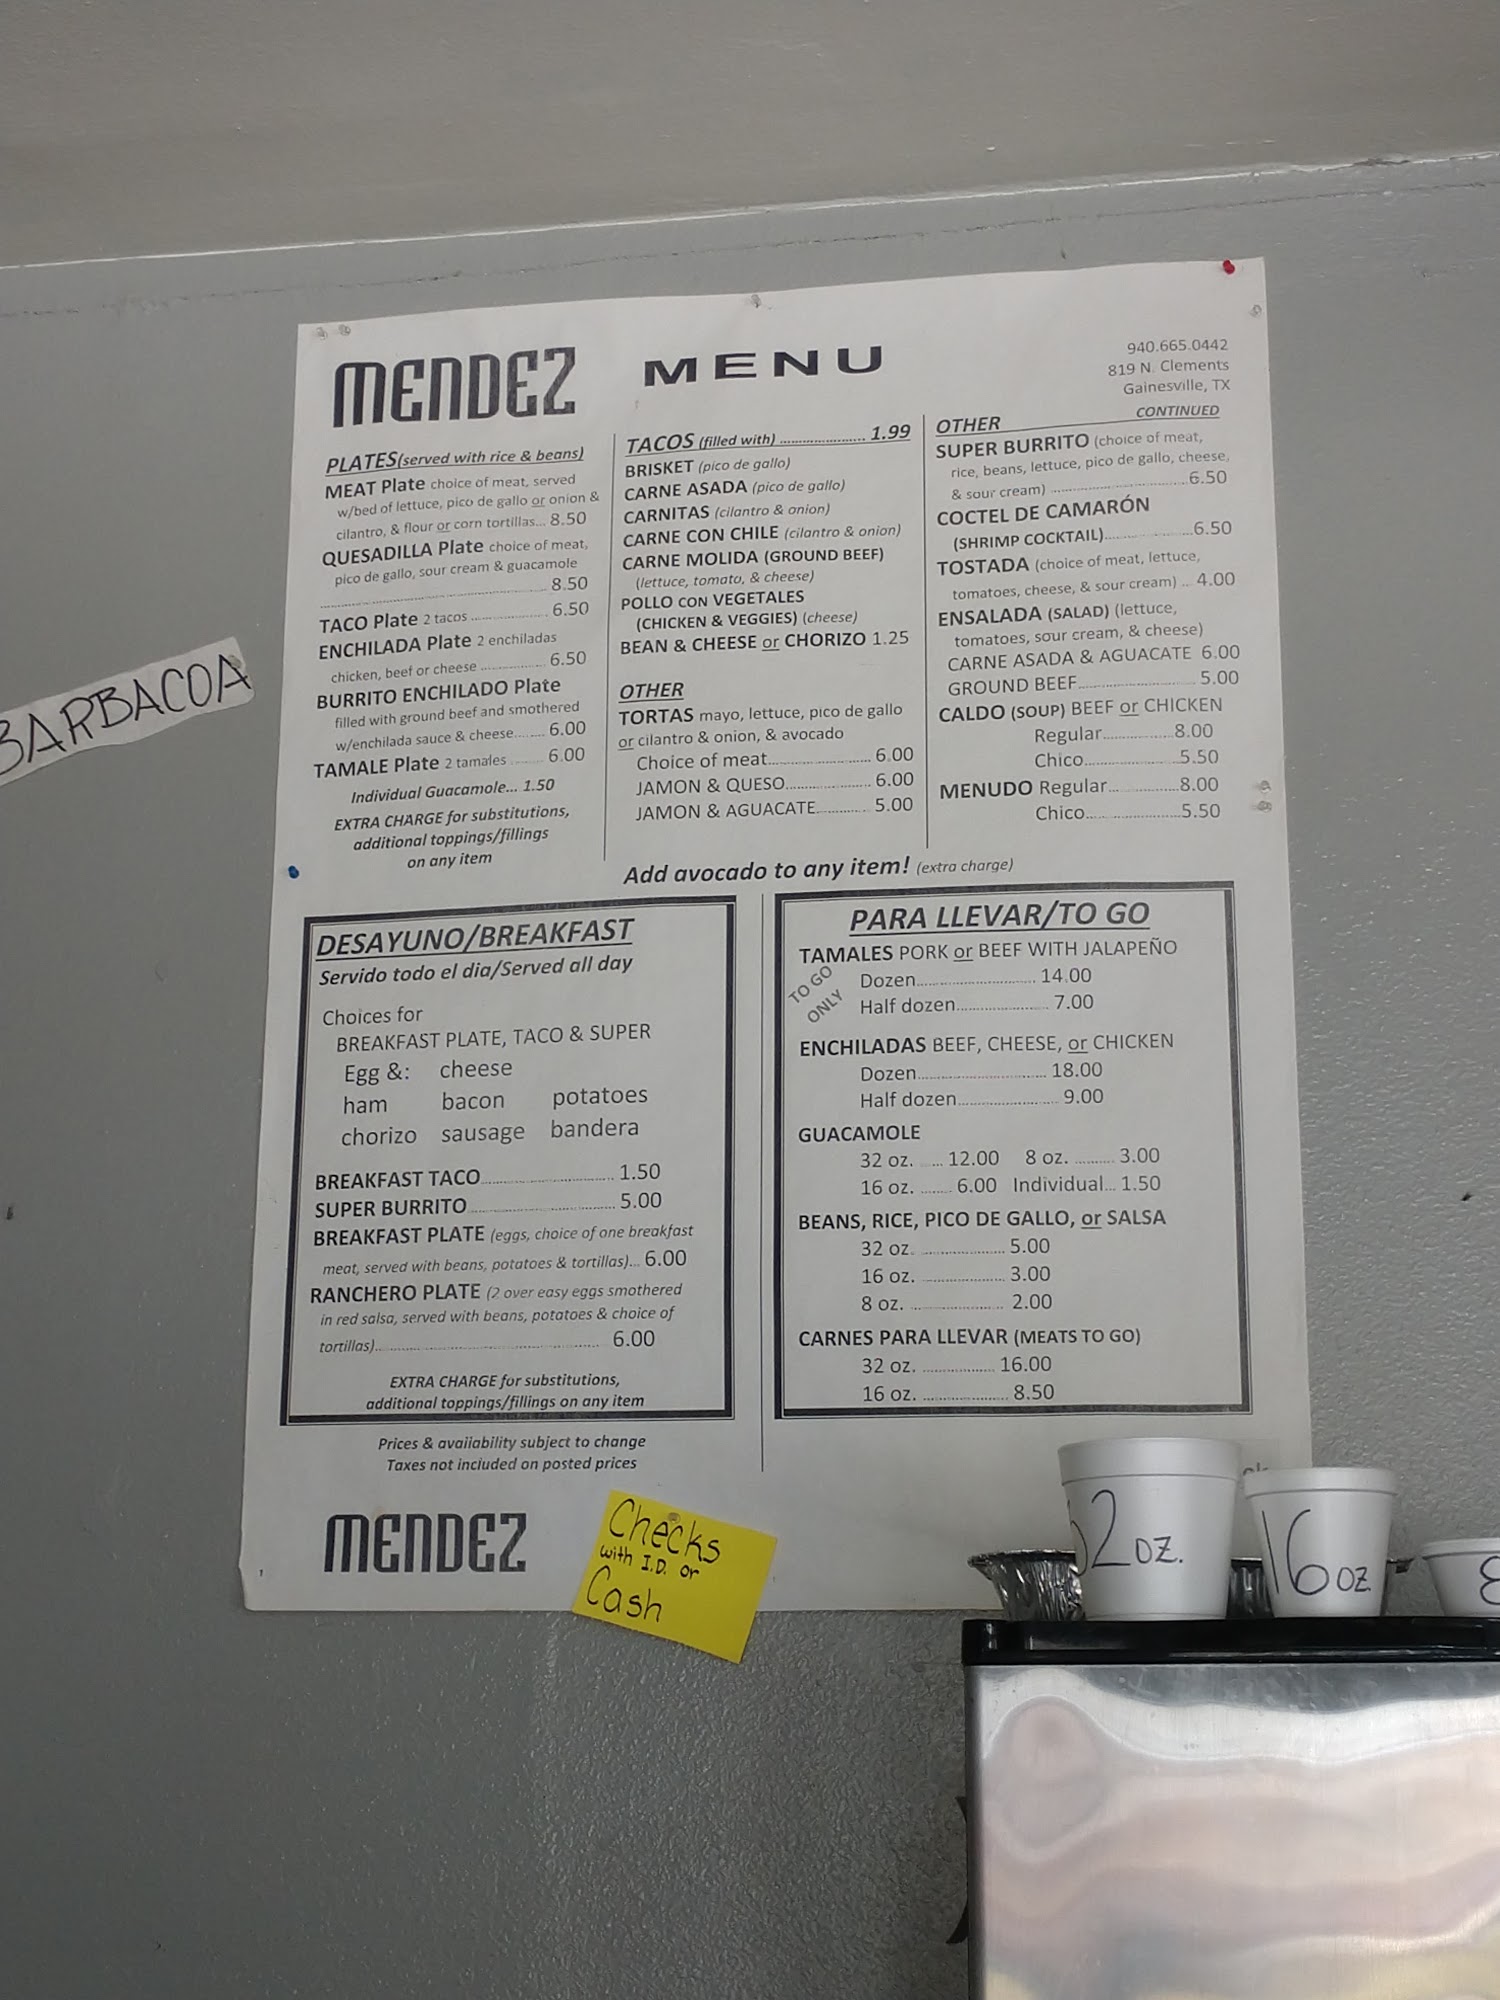 MENDEZ
MENU
940.665.0442
819 N. Clements
Gainesville, TX
PLATES(served with rice & beans)
MEAT Plate choice of meat, served
w/bed of lettuce, pico de gallo or onion &
cilantro, & flour or corn tortillas... 8.50
QUESADILLA Plate choice of meat,
pico de gallo, sour cream & guacamole
........................ 8.50
TACO Plate 2 tacos ............... 6.50
ENCHILADA Plate 2 enchiladas
chicken, beef or cheese ............ 6.50
BURRITO ENCHILADO Plate
filled with ground beef and smothered
w/enchilada sauce & cheese........ 6.00
TAMALE Plate 2 tamales ........ 6.00
Individual Guacamole... 1.50
EXTRA CHARGE for substitutions,
additional toppings/fillings
on any item
TACOS (filled with) ...................... 1.99
BRISKET (pico de gallo)
CARNE ASADA (pico de gallo)
CARNITAS (cilantro & onion)
CARNE CON CHILE (cilantro & onion)
CARNE MOLIDA (GROUND BEEF)
(lettuce, tomato, & cheese)
POLLO CON VEGETALES
(CHICKEN & VEGGIES) (cheese)
BEAN & CHEESE or CHORIZO 1.25
OTHER
TORTAS mayo, lettuce, pico de gallo
or cilantro & onion, & avocado
Choice of meat.......................... 6.00
JAMON & QUESO...................... 6.00
JAMON & AGUACATE............. 5.00
OTHER CONTINUED
SUPER BURRITO (choice of meat,
rice, beans, lettuce, pico de gallo, cheese,
& sour cream) ..........................6.50
COCTEL DE CAMARÓN
(SHRIMP COCKTAIL).................6.50
TOSTADA (choice of meat, lettuce,
tomatoes, cheese, & sour cream) .. 4.00
ENSALADA (SALAD) (lettuce,
tomatoes, sour cream, & cheese)
CARNE ASADA & AGUACATE 6.00
GROUND BEEF........................5.00
CALDO (SOUP) BEEF or CHICKEN
Regular..............8.00
Chico....................5.50
MENUDO Regular..............8.00
Chico....................5.50
Add avocado to any item! (extra charge)
BARBACOA
DESAYUNO/BREAKFAST
Servido todo el dia/Served all day
Choices for
BREAKFAST PLATE, TACO & SUPER
Egg &: cheese
ham bacon potatoes
chorizo sausage bandera
BREAKFAST TACO........................... 1.50
SUPER BURRITO............................. 5.00
BREAKFAST PLATE (eggs, choice of one breakfast
meat, served with beans, potatoes & tortillas)... 6.00
RANCHERO PLATE (2 over easy eggs smothered
in red salsa, served with beans, potatoes & choice of
tortillas)............................................. 6.00
EXTRA CHARGE for substitutions,
additional toppings/fillings on any item
PARA LLEVAR/TO GO
TAMALES PORK or BEEF WITH JALAPEÑO
TO GO
ONLY
Dozen............................. 14.00
Half dozen........................ 7.00
ENCHILADAS BEEF, CHEESE, or CHICKEN
Dozen............................... 18.00
Half dozen......................... 9.00
GUACAMOLE
32 oz. .... 12.00 8 oz. .......... 3.00
16 oz. ........ 6.00 Individual... 1.50
BEANS, RICE, PICO DE GALLO, or SALSA
32 oz. ..................... 5.00
16 oz. ..................... 3.00
8 oz. ........................ 2.00
CARNES PARA LLEVAR (MEATS TO GO)
32 oz. .................. 16.00
16 oz. ...................... 8.50
Prices & availability subject to change
Taxes not included on posted prices
MENDEZ
Checks
with I.D. or
Cash
32 oz.
16 oz.
8